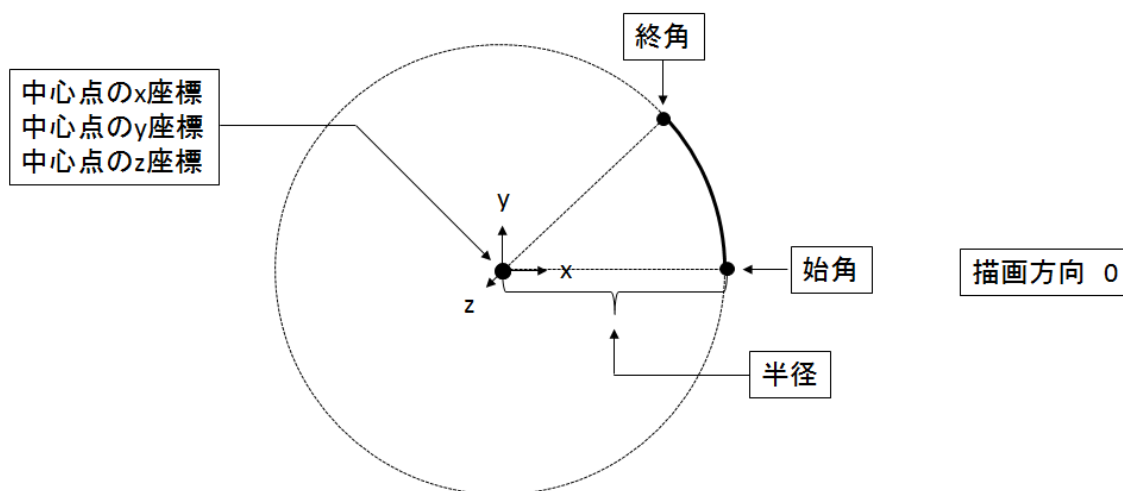 終角
中心点のx座標
中心点のy座標
中心点のz座標
y
x
z
始角
描画方向 0
半径